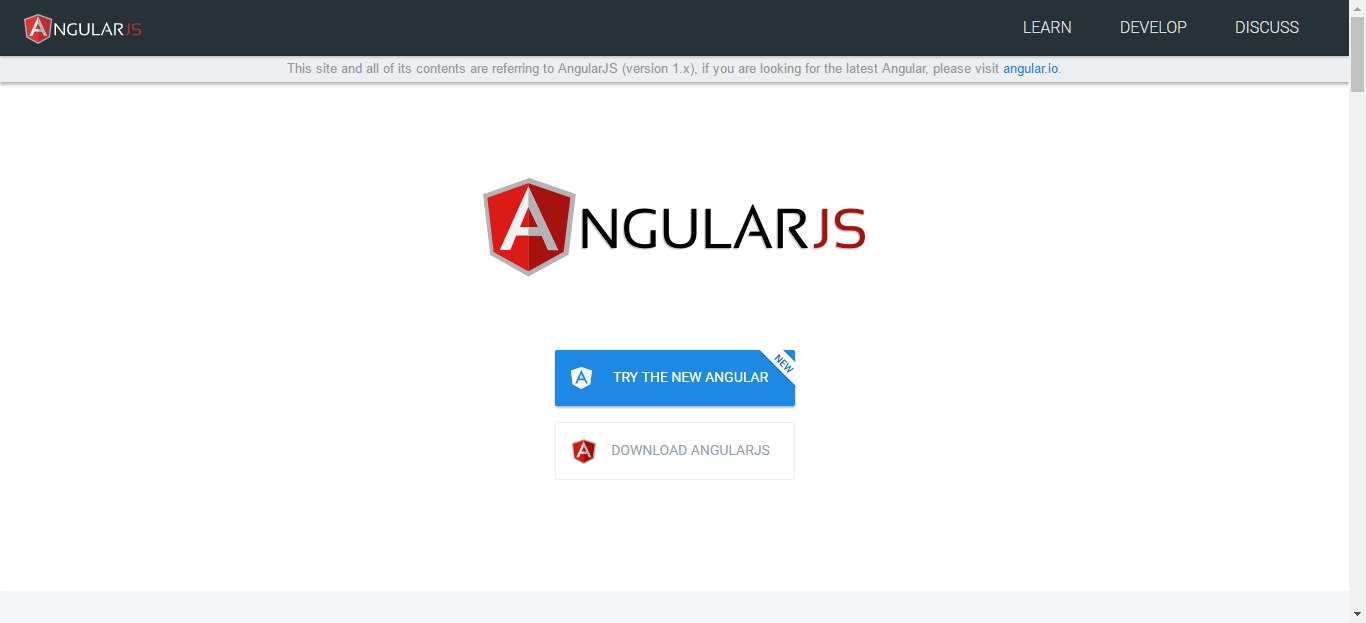 ANGULARJS
LEARN
DEVELOP
DISCUSS
This site and all of its contents are referring to AngularJS (version 1.x), if you are looking for the latest Angular, please visit angular.io.
ANGULARJS
NEW
A TRY THE NEW ANGULAR
A DOWNLOAD ANGULARJS